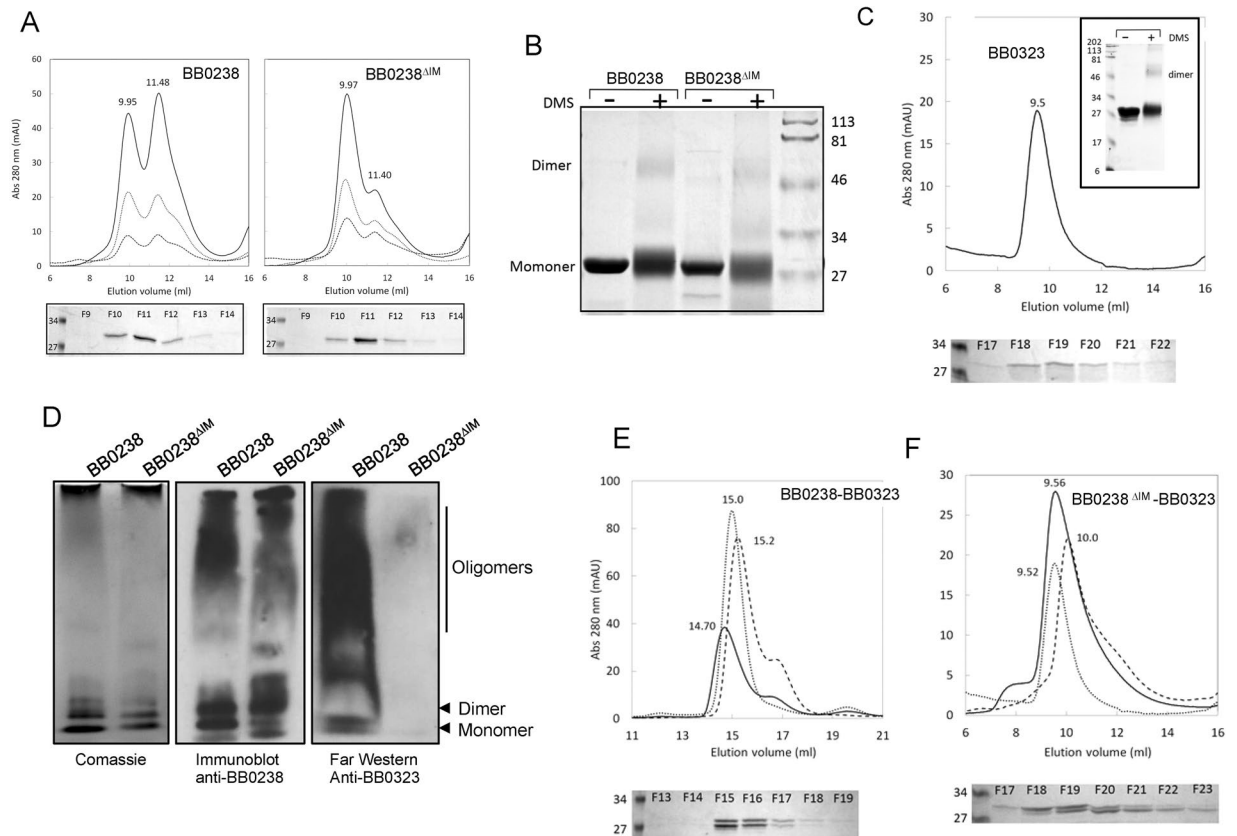 A
BB0238
60
50
40
30
20
10
0
Abs 280 nm (mAU)
9.95
11.48
6 8 10 12 14 16
Elution volume (ml)
BB0238ΔIM
9.97
11.40
6 8 10 12 14 16
Elution volume (ml)
34
27
F9 F10 F11 F12 F13 F14
34
27
F9 F10 F11 F12 F13 F14
B
BB0238 BB0238ΔIM
DMS − + − +
Dimer
Momoner
113
81
46
34
27
C
BB0323
30
25
20
15
10
5
0
Abs 280 nm (mAU)
9.5
6 8 10 12 14 16
Elution volume (ml)
− + DMS
202
81
46
34
27
17
6
dimer
34
27
F17 F18 F19 F20 F21 F22
D
BB0238 BB0238ΔIM BB0238 BB0238ΔIM BB0238 BB0238ΔIM
Oligomers
Dimer
Monomer
Comassie
Immunoblot
anti-BB0238
Far Western
Anti-BB0323
E
BB0238-BB0323
100
80
60
40
20
0
Abs 280 nm (mAU)
15.0
15.2
14.70
11 13 15 17 19 21
Elution volume (ml)
34
27
F13 F14 F15 F16 F17 F18 F19
F
BB0238 ΔIM -BB0323
30
25
20
15
10
5
0
9.56
10.0
9.52
6 8 10 12 14 16
Elution volume (ml)
34
27
F17 F18 F19 F20 F21 F22 F23